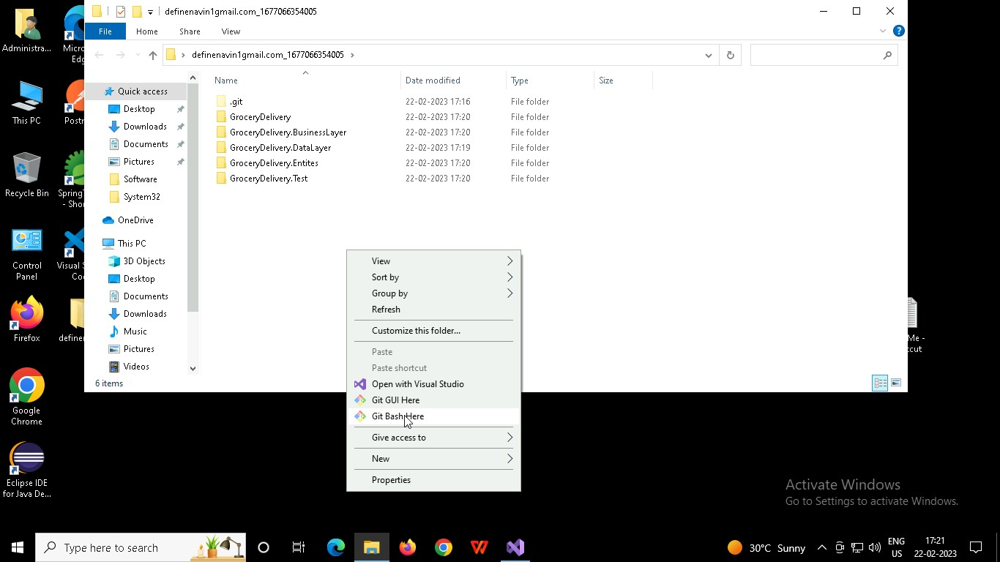 definenavin1gmail.com_1677066354005
File Home Share View
definenavin1gmail.com_1677066354005
Name Date modified Type Size
Quick access
Desktop
Downloads
Documents
Pictures
Software
System32
OneDrive
This PC
3D Objects
Desktop
Documents
Downloads
Music
Pictures
Videos
.git 22-02-2023 17:16 File folder
GroceryDelivery 22-02-2023 17:20 File folder
GroceryDelivery.BusinessLayer 22-02-2023 17:20 File folder
GroceryDelivery.DataLayer 22-02-2023 17:19 File folder
GroceryDelivery.Entites 22-02-2023 17:20 File folder
GroceryDelivery.Test 22-02-2023 17:20 File folder
6 items
View
Sort by
Group by
Refresh
Customize this folder...
Paste
Paste shortcut
Open with Visual Studio
Git GUI Here
Git Bash Here
Give access to
New
Properties
Administra...
This PC
Recycle Bin
Control
Panel
Firefox
Google
Chrome
Eclipse IDE
for Java De...
Micro
Edg
Postr
SpringT
- Sho
Visual S
Co
definer
Me -
cut
Activate Windows
Go to Settings to activate Windows.
Type here to search
30°C Sunny
ENG
US
17:21
22-02-2023